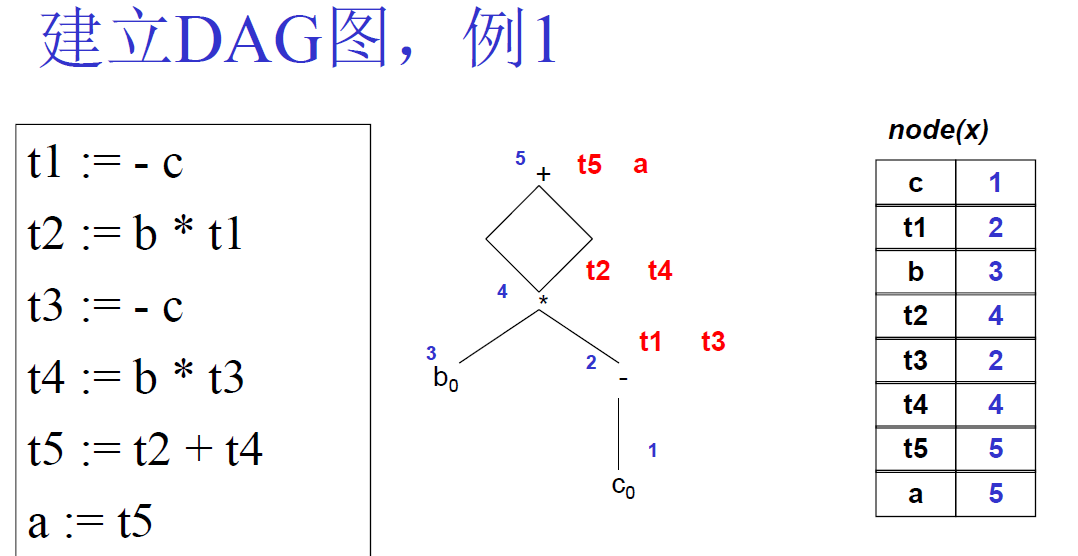 建立DAG图，例1
t1 := - c
t2 := b * t1
t3 := - c
t4 := b * t3
t5 := t2 + t4
a := t5
5 + t5 a
t2 t4
4 *
t1 t3
3 b₀
2 -
1
c₀
node(x)
c 1
t1 2
b 3
t2 4
t3 2
t4 4
t5 5
a 5